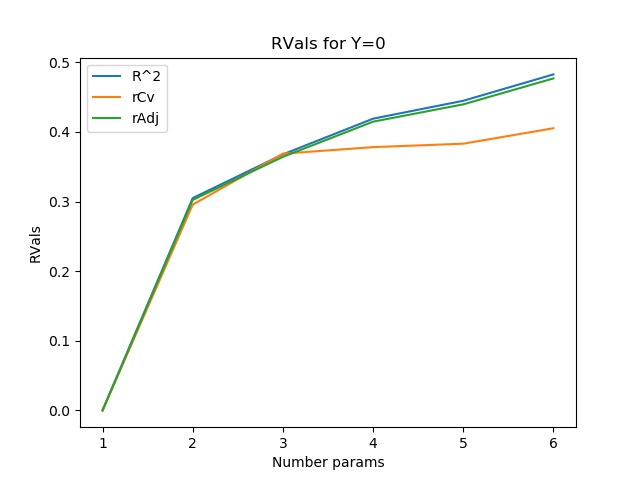 RVals for Y=0
R^2
rCv
rAdj
0.5
0.4
0.3
0.2
0.1
0.0
RVals
1 2 3 4 5 6
Number params